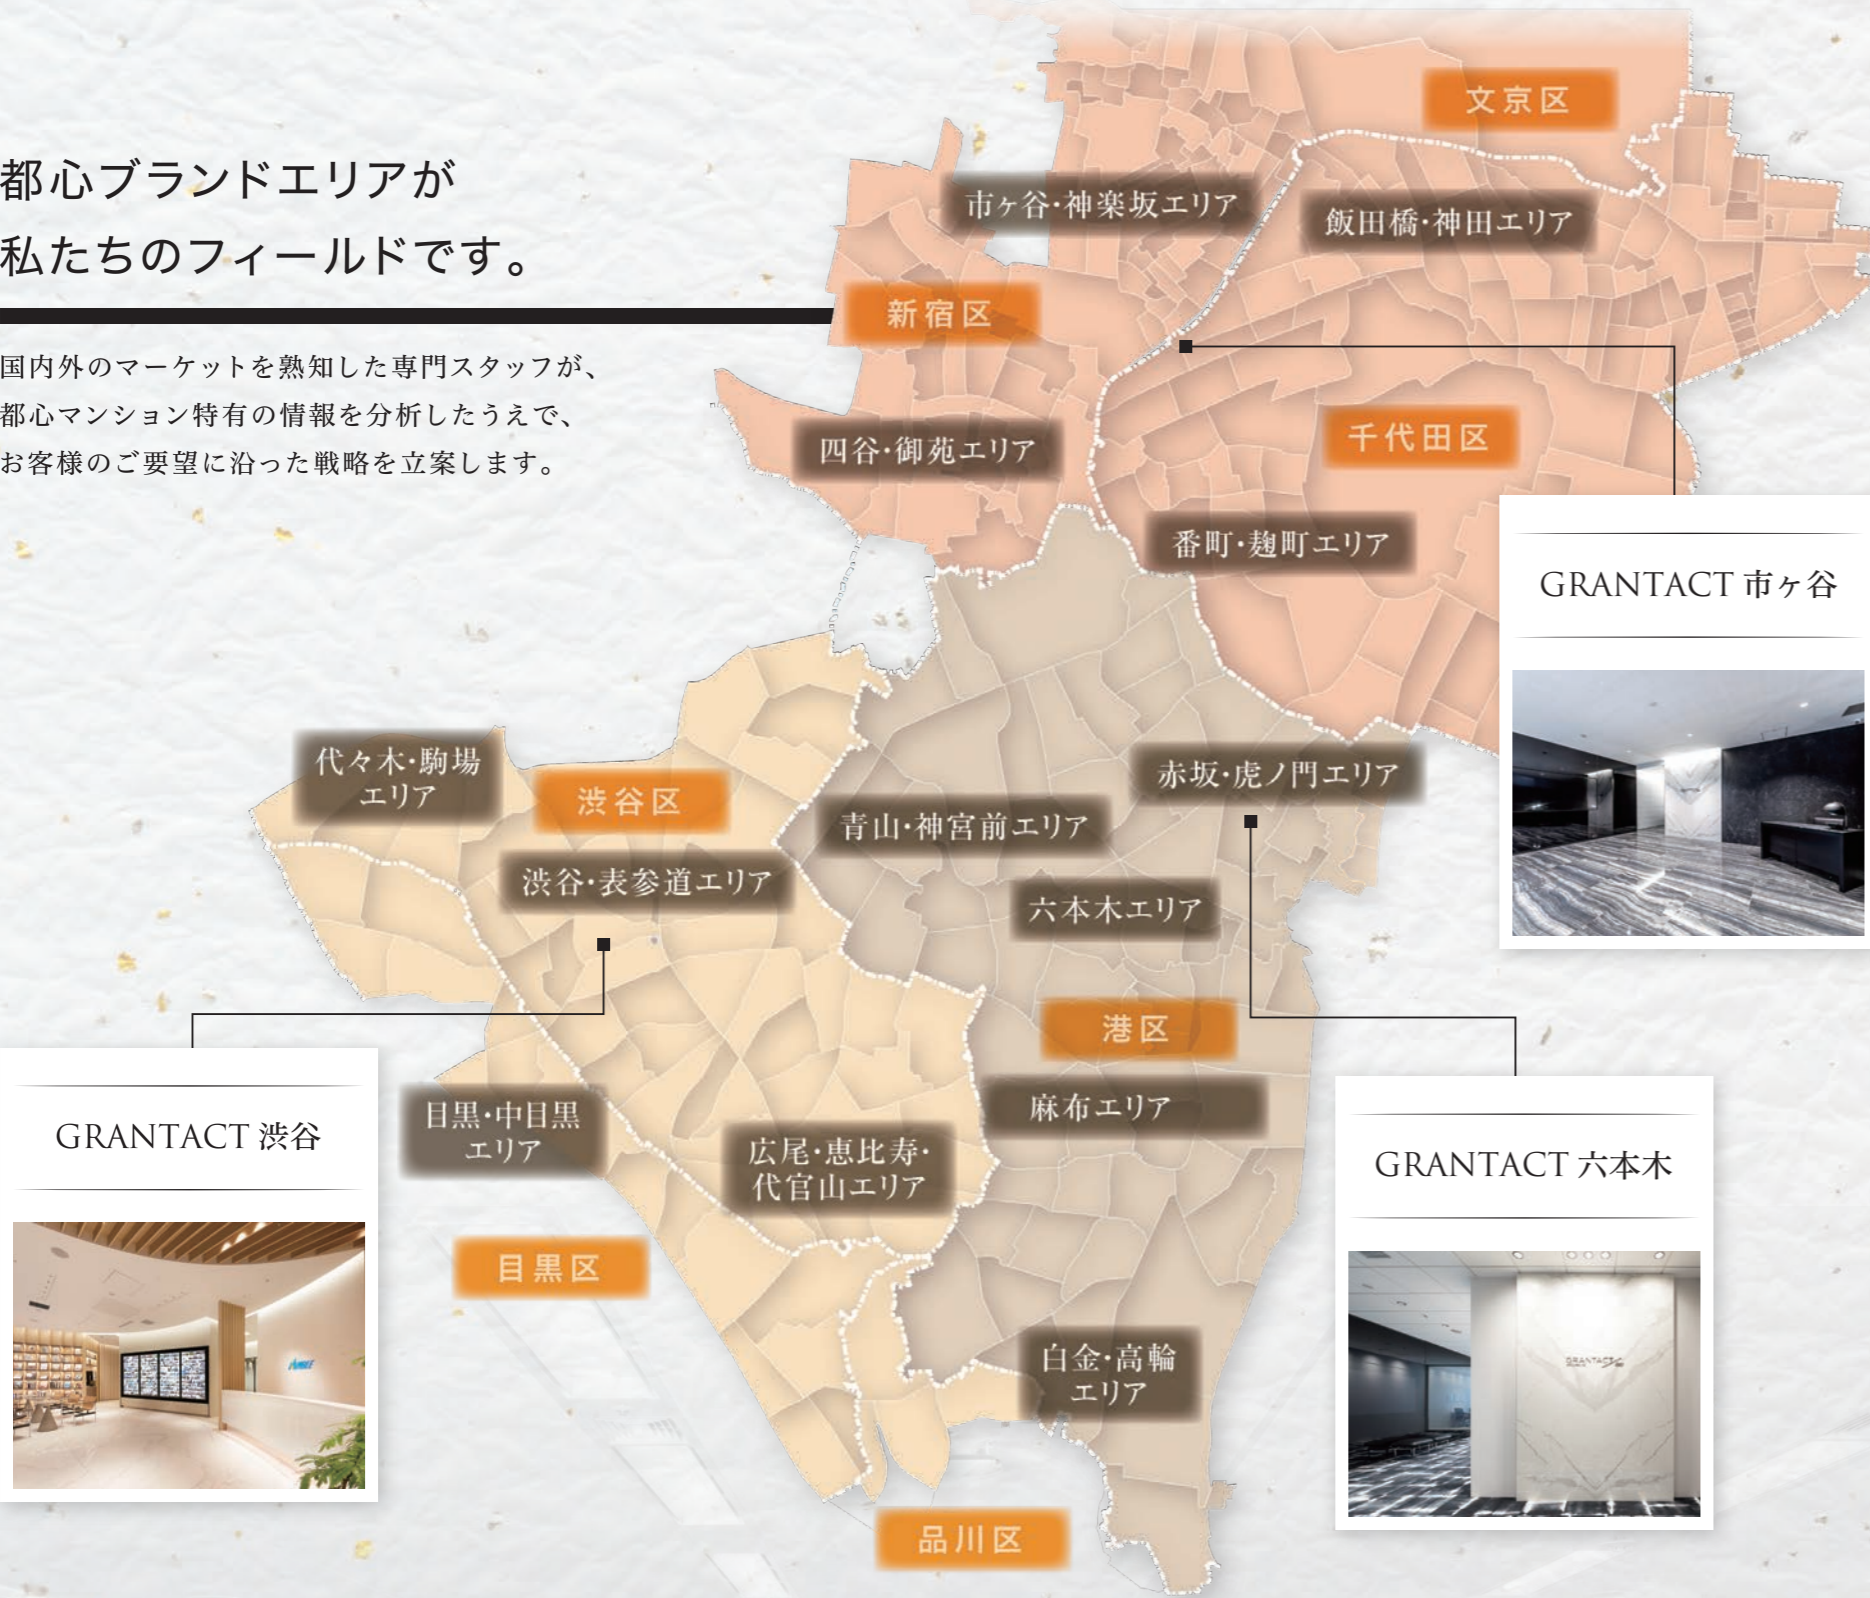 都心ブランドエリアが
私たちのフィールドです。
国内外のマーケットを熟知した専門スタッフが、
都心マンション特有の情報を分析したうえで、
お客様のご要望に沿った戦略を立案します。
文京区
市ヶ谷・神楽坂エリア
飯田橋・神田エリア
新宿区
四谷・御苑エリア
千代田区
番町・麹町エリア
GRANTACT 市ヶ谷
代々木・駒場
エリア
渋谷区
渋谷・表参道エリア
赤坂・虎ノ門エリア
青山・神宮前エリア
六本木エリア
港区
麻布エリア
GRANTACT 渋谷
目黒・中目黒
エリア
広尾・恵比寿・
代官山エリア
目黒区
GRANTACT 六本木
GRANTACT
白金・高輪
エリア
品川区